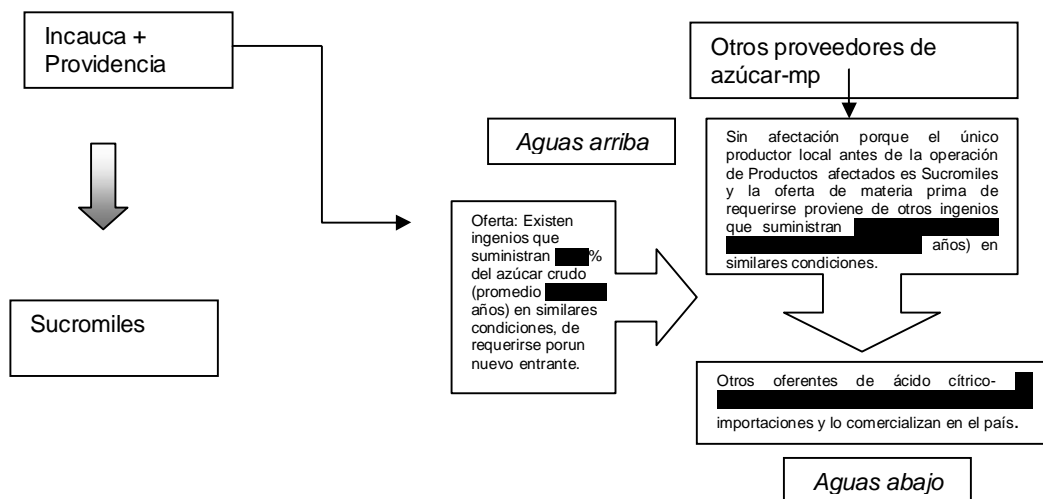 Incauca +
Providencia
Otros proveedores de
azúcar-mp
Aguas arriba
Sin afectación porque el único
productor local antes de la operación
de Productos afectados es Sucromiles
y la oferta de materia prima de
requerirse proviene de otros ingenios
que suministran
años) en
similares condiciones.
Oferta: Existen
ingenios que
suministran %
del azúcar crudo
(promedio
años) en similares
condiciones, de
requerirse porun
nuevo entrante.
Sucromiles
Otros oferentes de ácido cítrico-
importaciones y lo comercializan en el país.
Aguas abajo